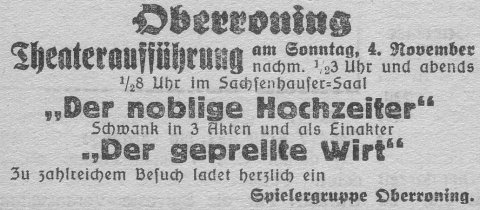 Oberroning
Theateraufführung am Sonntag, 4. November
nachm. ½3 Uhr und abends
½8 Uhr im Sachsenhauser-Saal
„Der noblige Hochzeiter“
Schwank in 3 Akten und als Einakter
„Der geprellte Wirt“
Zu zahlreichem Besuch ladet herzlich ein
Spielergruppe Oberroning.